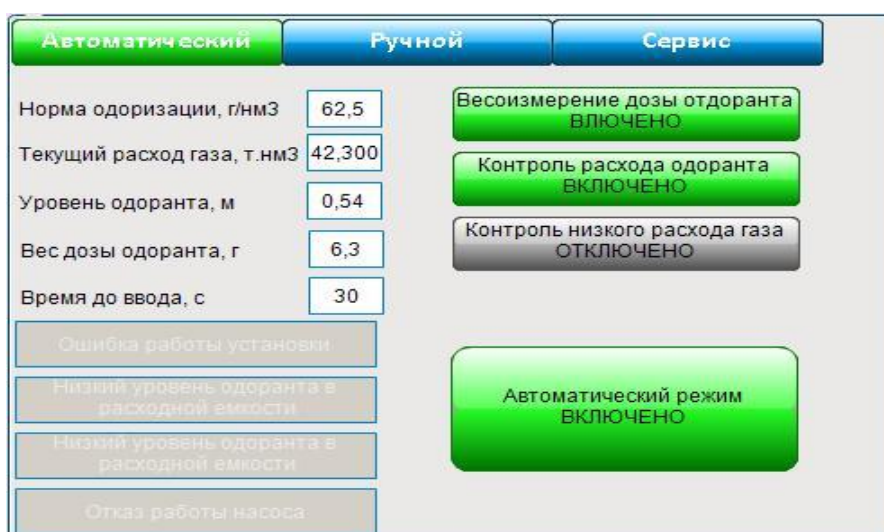 Автоматический
Ручной
Сервис
Норма одоризации, г/нм3
62,5
Текущий расход газа, т.нм3
42,300
Уровень одоранта, м
0,54
Вес дозы одоранта, г
6,3
Время до ввода, с
30
Ошибка работы установки
Низкий уровень одоранта в
расходной емкости
Низкий уровень одоранта в
расходной емкости
Отказ работы насоса
Весоизмерение дозы отдоранта
ВЛЮЧЕНО
Контроль расхода одоранта
ВКЛЮЧЕНО
Контроль низкого расхода газа
ОТКЛЮЧЕНО
Автоматический режим
ВКЛЮЧЕНО